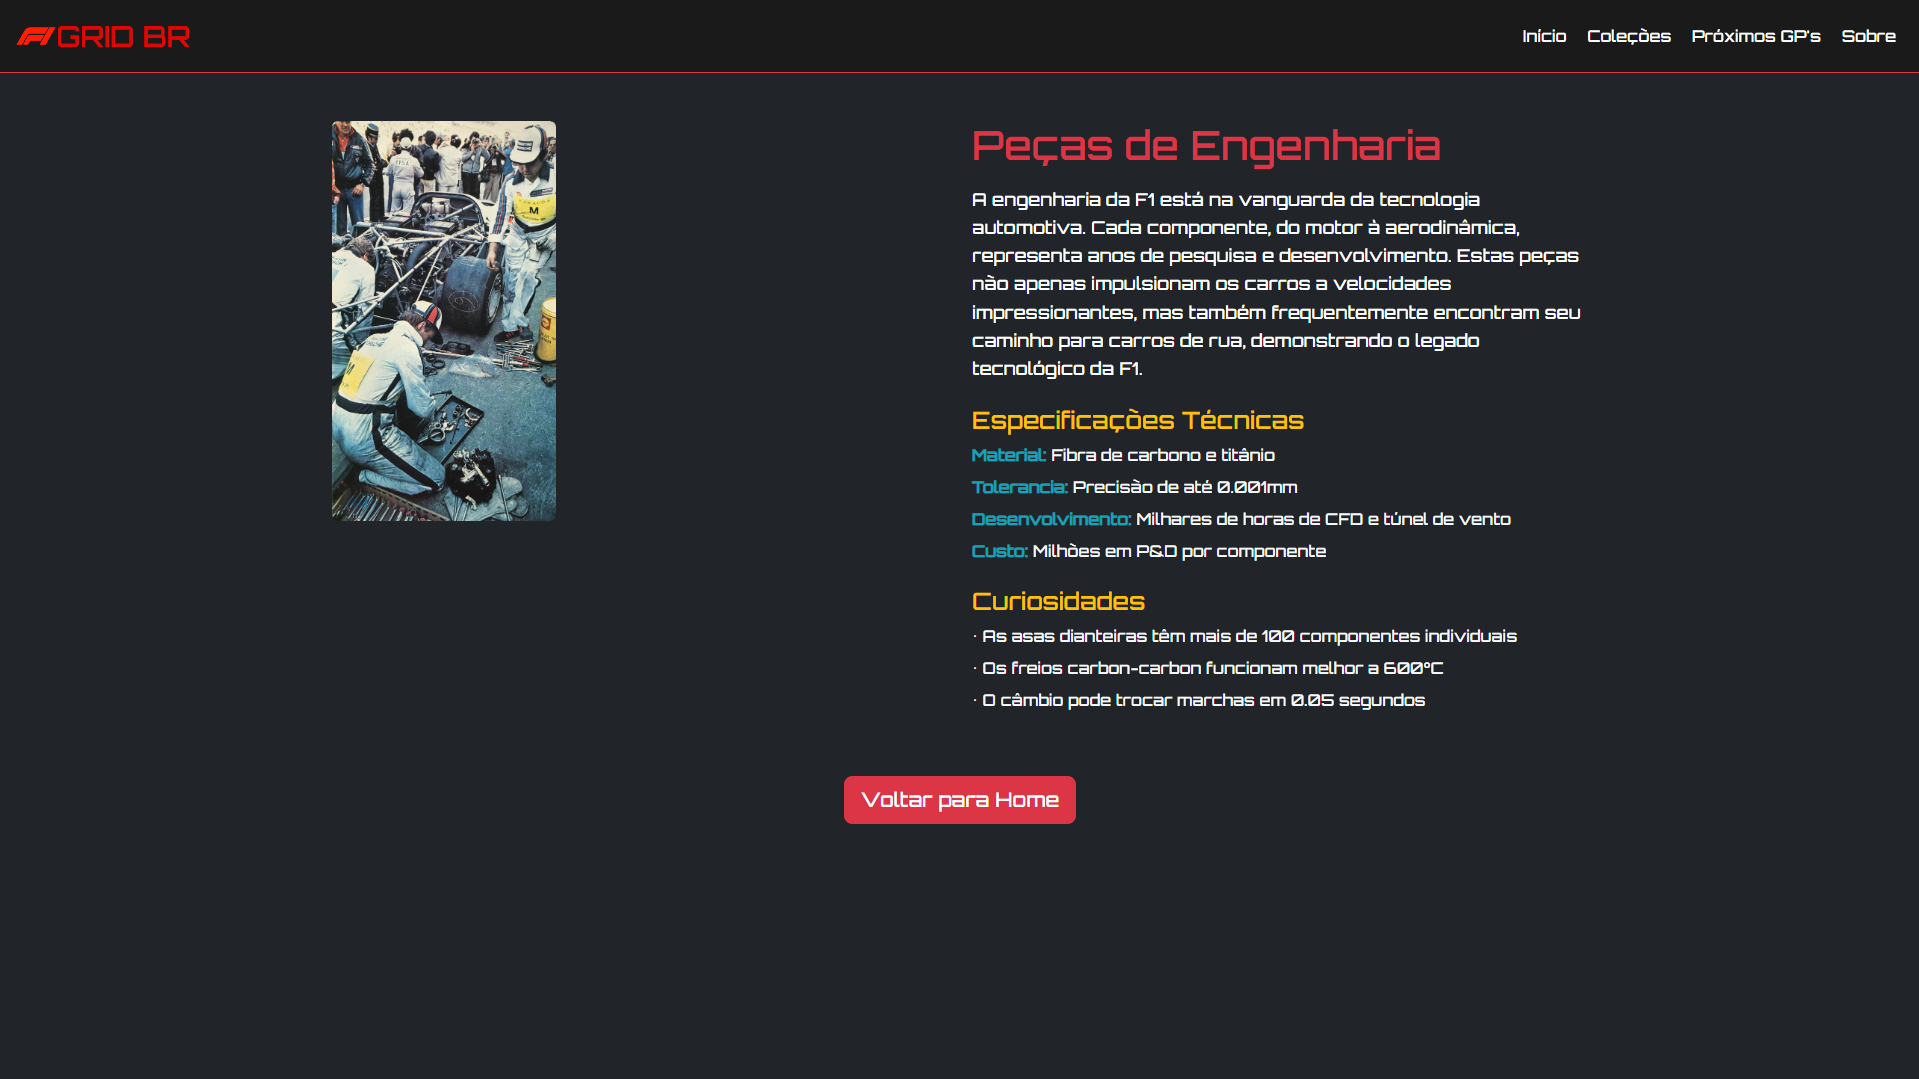 F1 GRID BR
Início Coleções Próximos GP's Sobre
Peças de Engenharia
A engenharia da F1 está na vanguarda da tecnologia
automotiva. Cada componente, do motor à aerodinâmica,
representa anos de pesquisa e desenvolvimento. Estas peças
não apenas impulsionam os carros a velocidades
impressionantes, mas também frequentemente encontram seu
caminho para carros de rua, demonstrando o legado
tecnológico da F1.
Especificações Técnicas
Material: Fibra de carbono e titânio
Tolerancia: Precisão de até 0.001mm
Desenvolvimento: Milhares de horas de CFD e túnel de vento
Custo: Milhões em P&D por componente
Curiosidades
· As asas dianteiras têm mais de 100 componentes individuais
· Os freios carbon-carbon funcionam melhor a 600°C
· O câmbio pode trocar marchas em 0.05 segundos
Voltar para Home